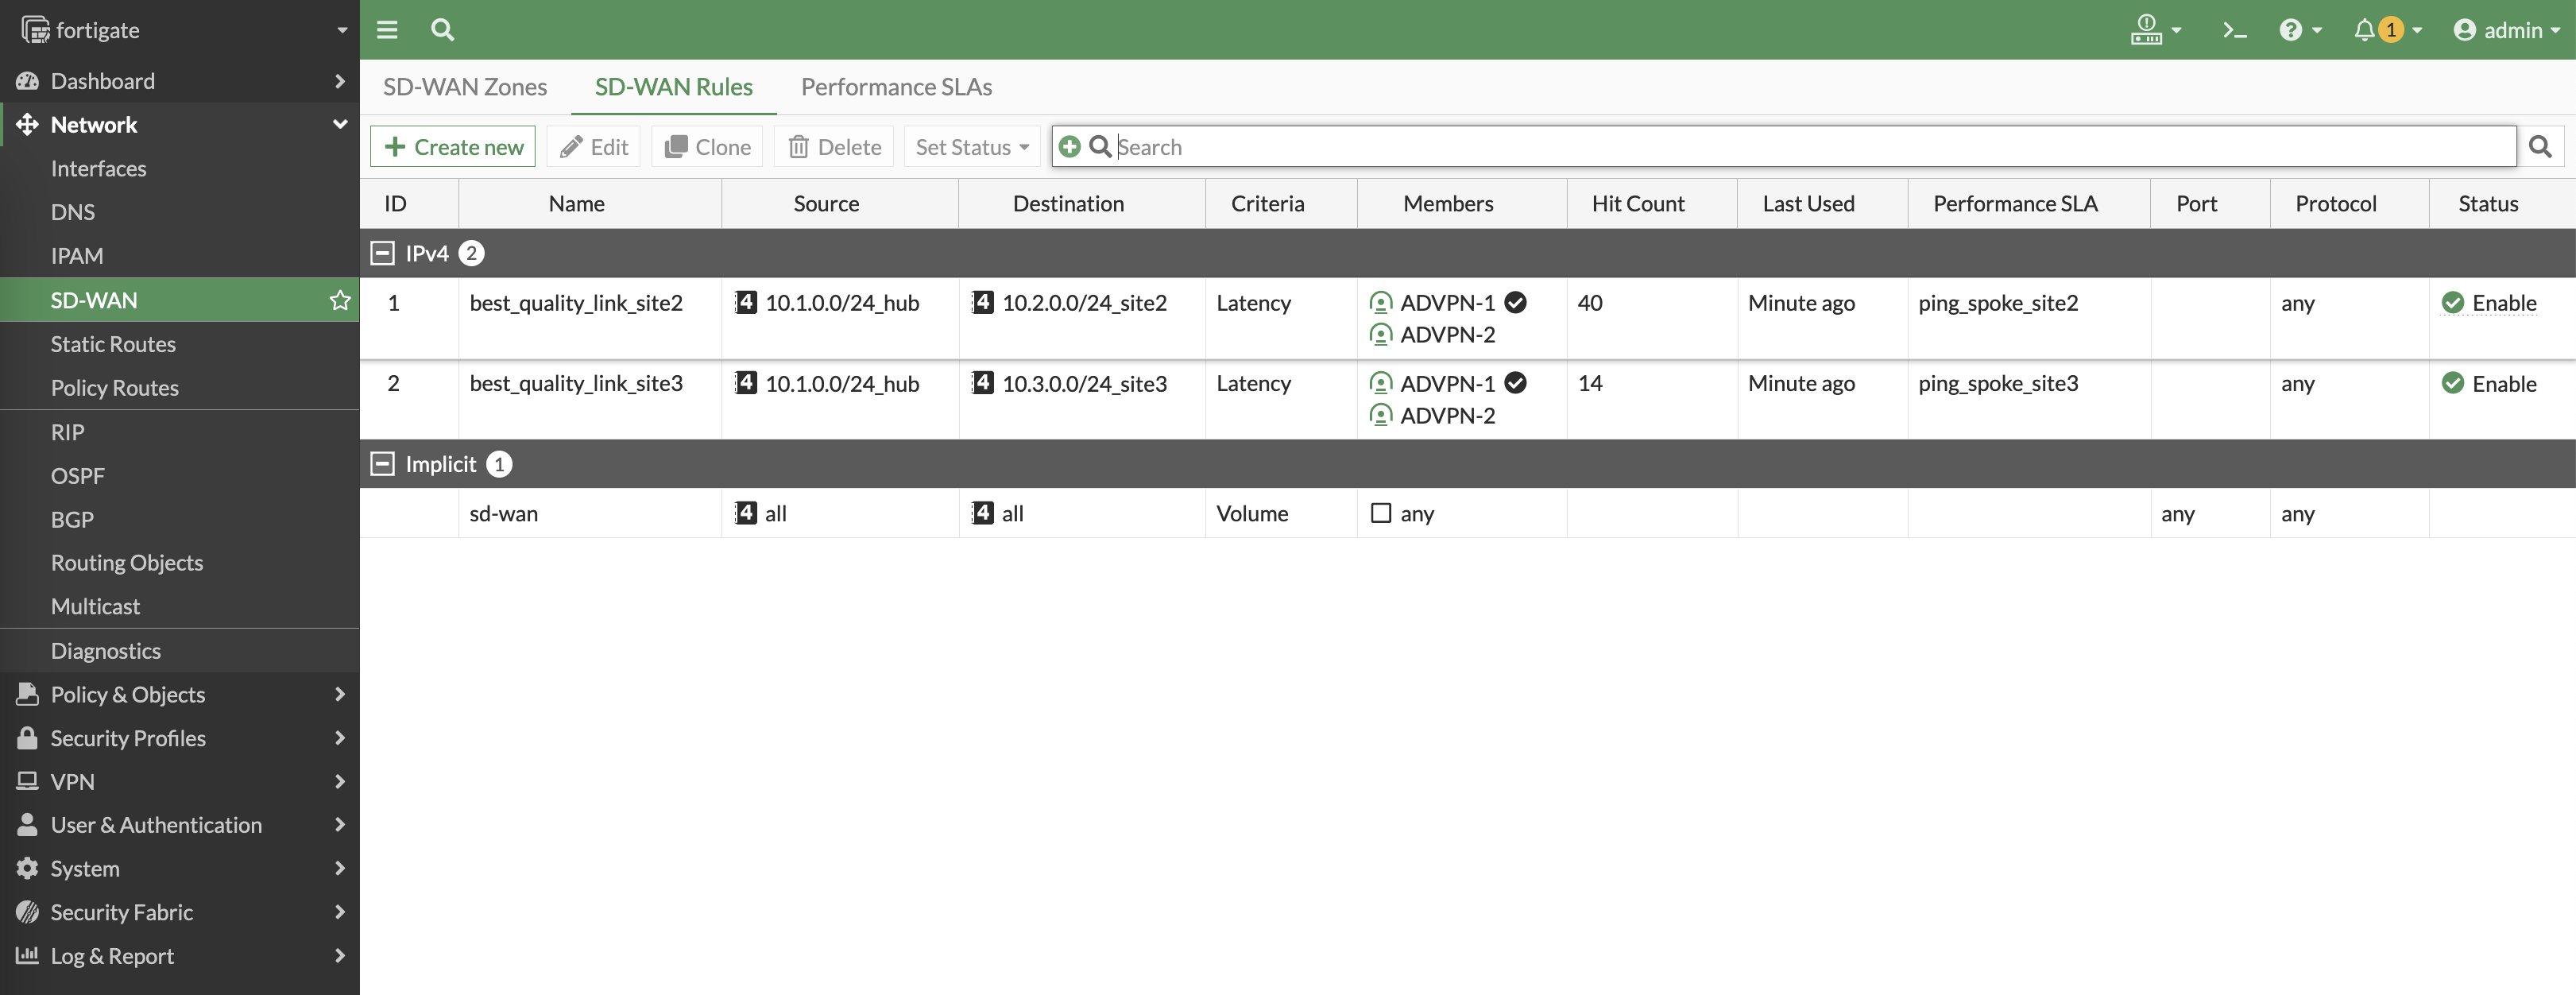 fortigate
1
admin
Dashboard
Network
Interfaces
DNS
IPAM
SD-WAN
Static Routes
Policy Routes
RIP
OSPF
BGP
Routing Objects
Multicast
Diagnostics
Policy & Objects
Security Profiles
VPN
User & Authentication
System
Security Fabric
Log & Report
SD-WAN Zones SD-WAN Rules Performance SLAs
Create new Edit Clone Delete Set Status Search
ID Name Source Destination Criteria Members Hit Count Last Used Performance SLA Port Protocol Status
IPv4 2
1 best_quality_link_site2 4 10.1.0.0/24_hub 4 10.2.0.0/24_site2 Latency ADVPN-1 40 Minute ago ping_spoke_site2 any Enable
ADVPN-2
2 best_quality_link_site3 4 10.1.0.0/24_hub 4 10.3.0.0/24_site3 Latency ADVPN-1 14 Minute ago ping_spoke_site3 any Enable
ADVPN-2
Implicit 1
sd-wan 4 all 4 all Volume any any any